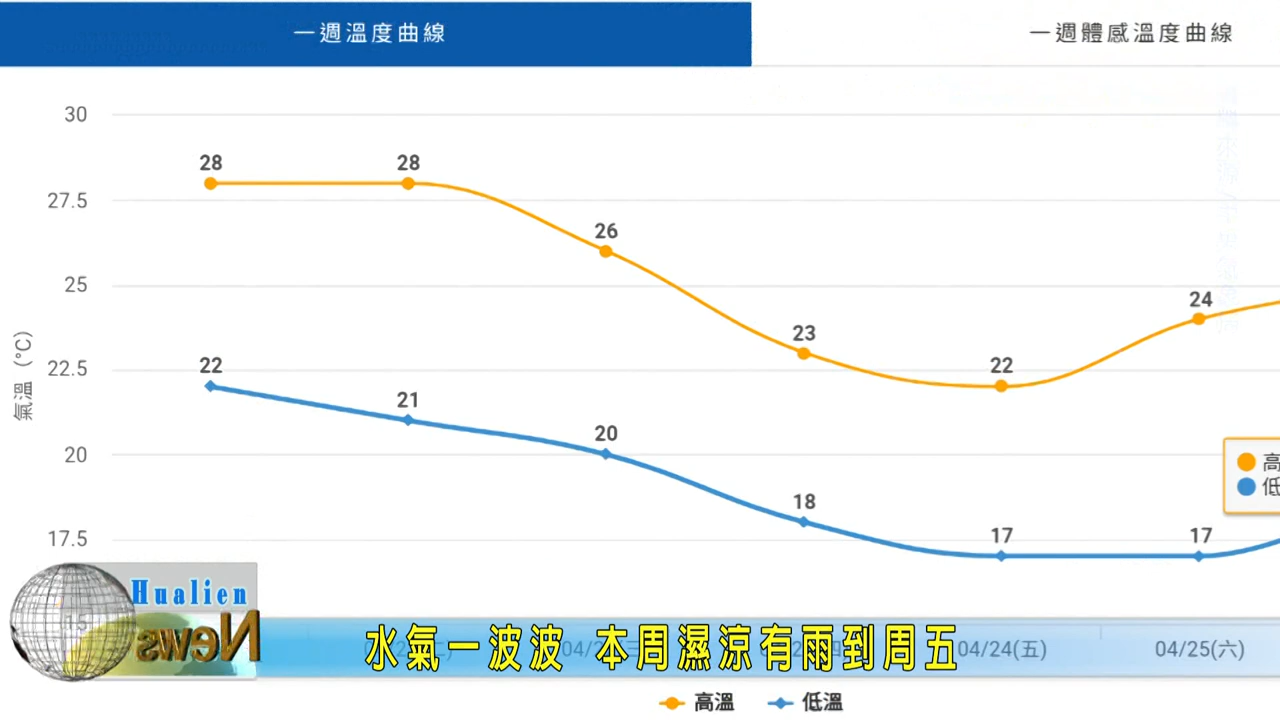 一週溫度曲線
一週體感溫度曲線
30
28
28
27.5
26
25
24
23
22
氣溫 (°C)
22.5
22
21
20
20
高
低
18
17.5
17
17
Hualien
News
15
水氣一波波 本周濕涼有雨到周五
04/24(五)
04/25(六)
高溫
低溫